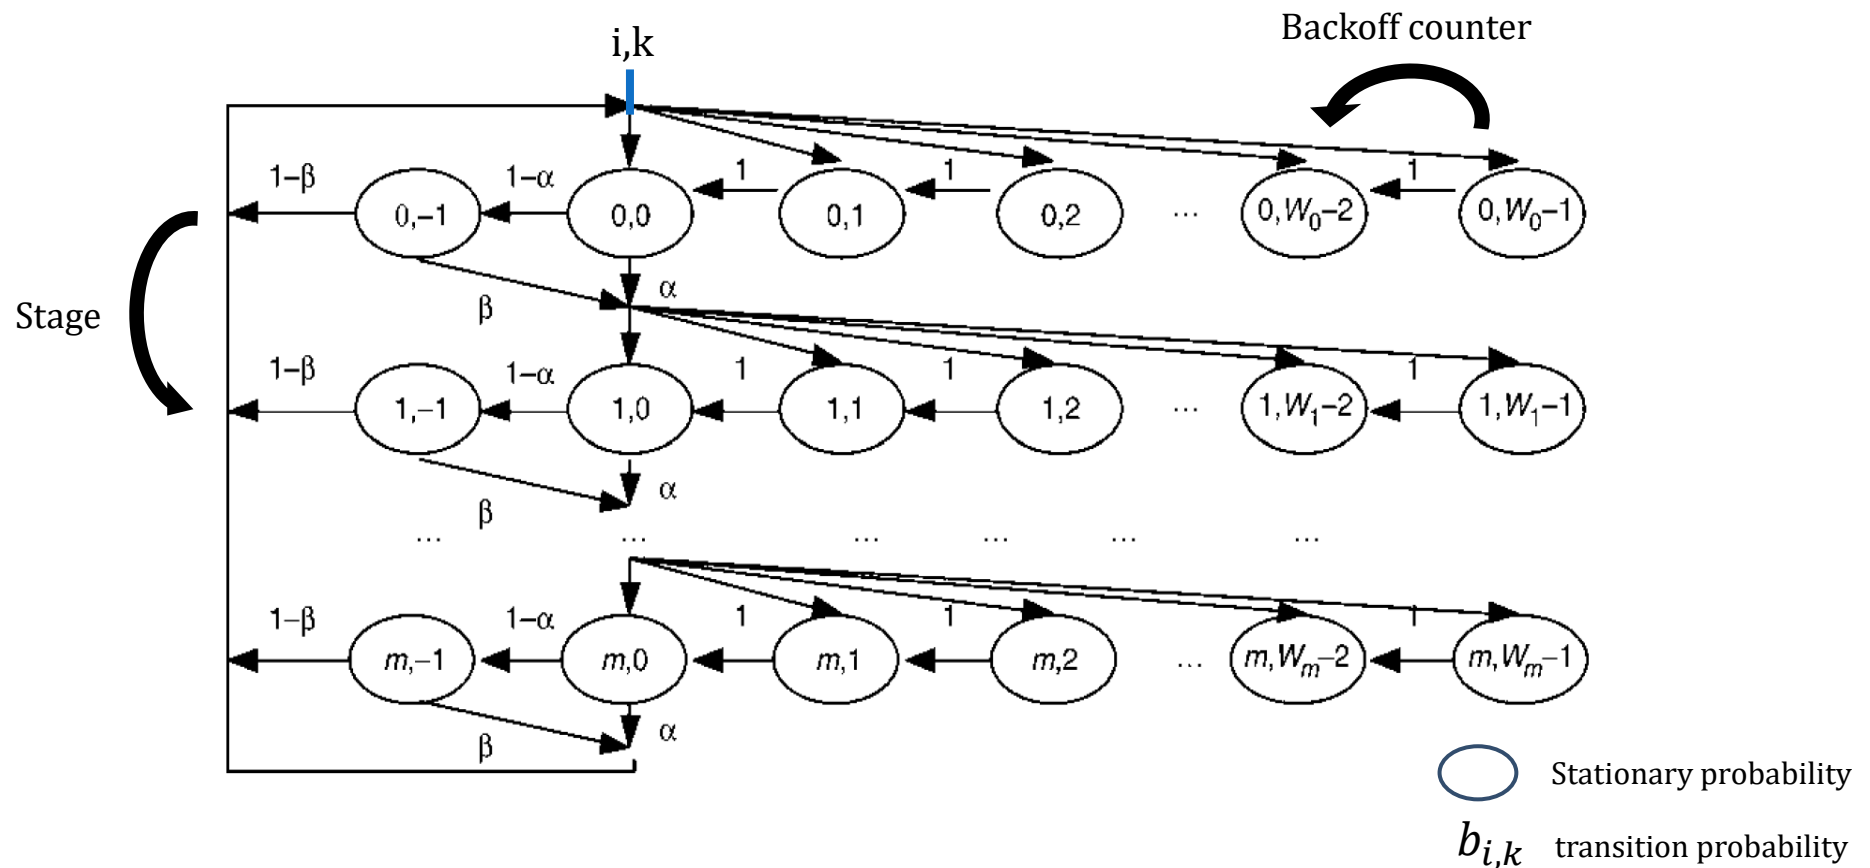 Backoff counter
i,k
1–β 1–α 1 1 1
0,–1 0,0 0,1 0,2 ... 0,W₀–2 0,W₀–1
β α
Stage
1–β 1–α 1 1 1
1,–1 1,0 1,1 1,2 ... 1,W₁–2 1,W₁–1
β α
... ... ... ... ... ...
1–β 1–α 1 1 1
m,–1 m,0 m,1 m,2 ... m,Wₘ–2 m,Wₘ–1
β α
Stationary probability
b_{i,k} transition probability